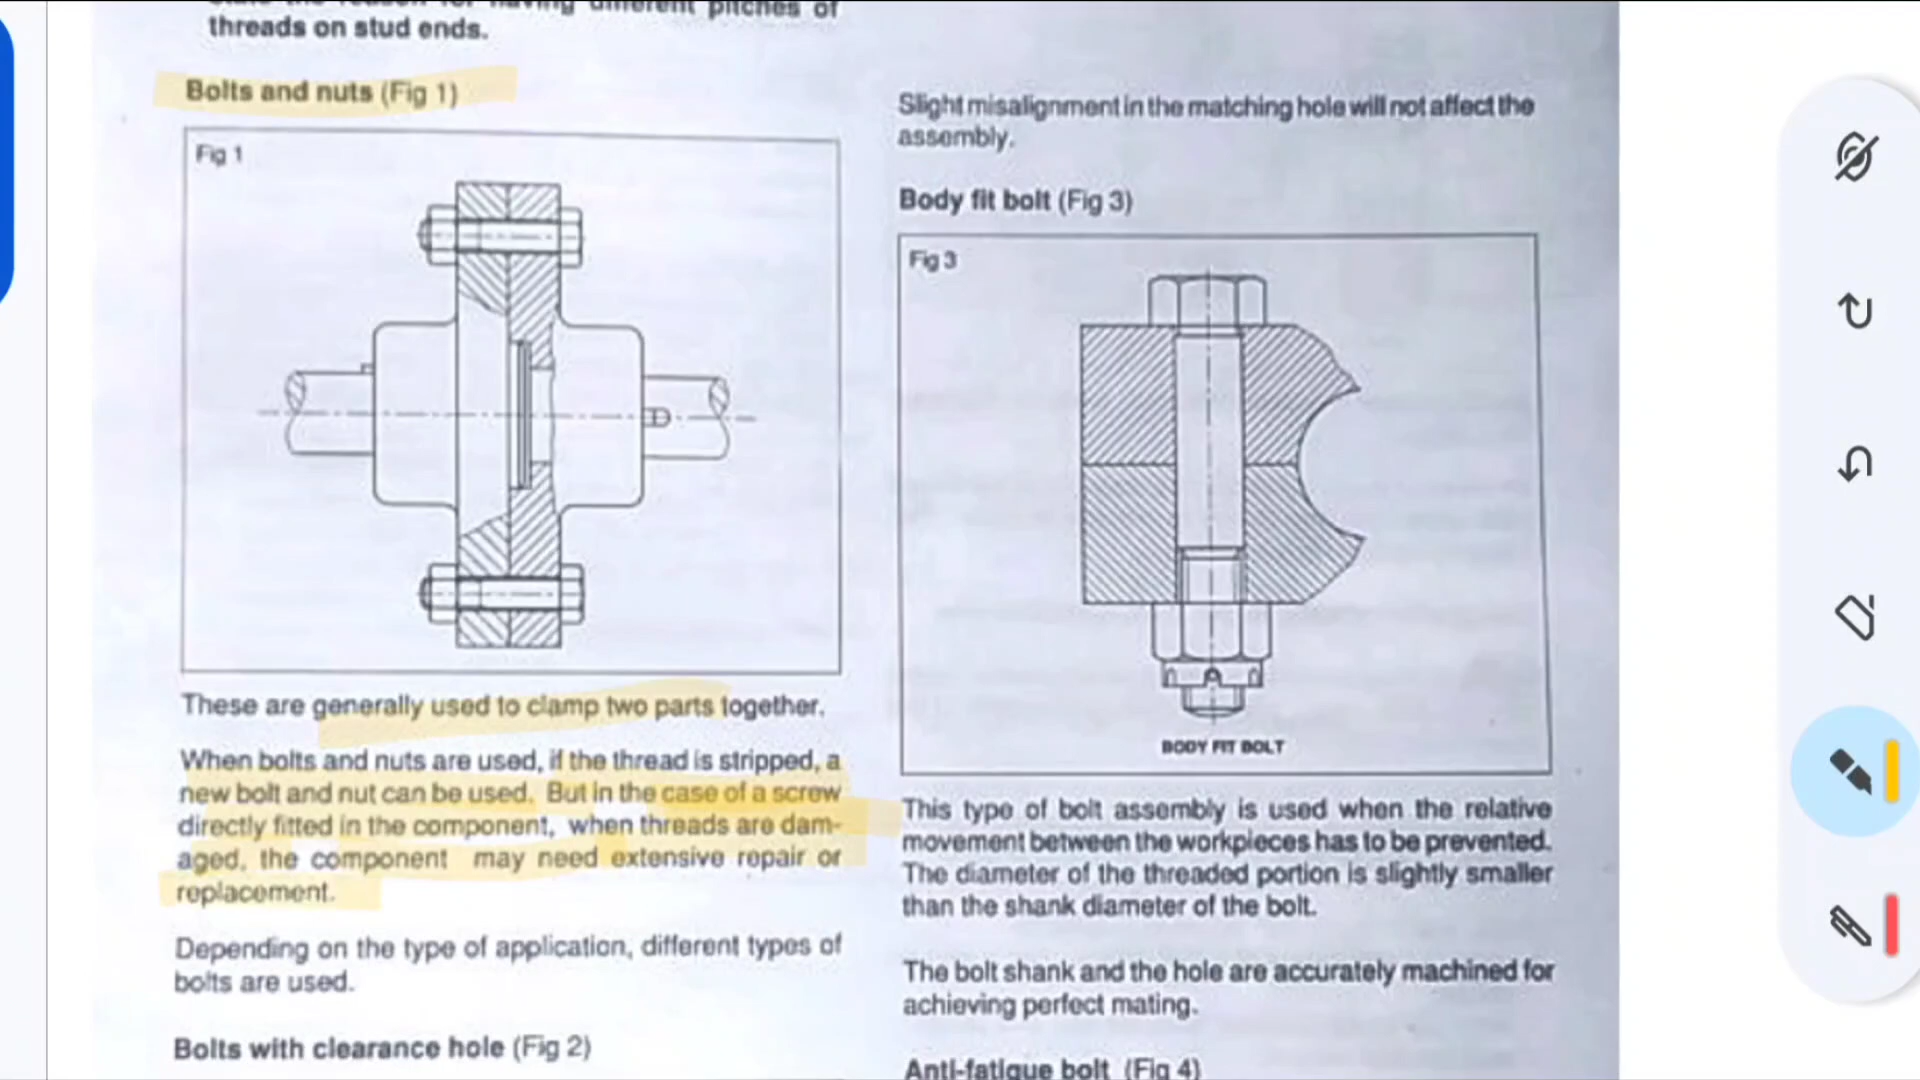 different pitches of
threads on stud ends.
Bolts and nuts (Fig 1)
Fig 1
These are generally used to clamp two parts together.
When bolts and nuts are used, if the thread is stripped, a
new bolt and nut can be used. But in the case of a screw
directly fitted in the component, when threads are dam-
aged, the component may need extensive repair or
replacement.
Depending on the type of application, different types of
bolts are used.
Bolts with clearance hole (Fig 2)
Slight misalignment in the matching hole will not affect the
assembly.
Body fit bolt (Fig 3)
Fig 3
BODY FIT BOLT
This type of bolt assembly is used when the relative
movement between the workpieces has to be prevented.
The diameter of the threaded portion is slightly smaller
than the shank diameter of the bolt.
The bolt shank and the hole are accurately machined for
achieving perfect mating.
Anti-fatigue bolt (Fig 4)